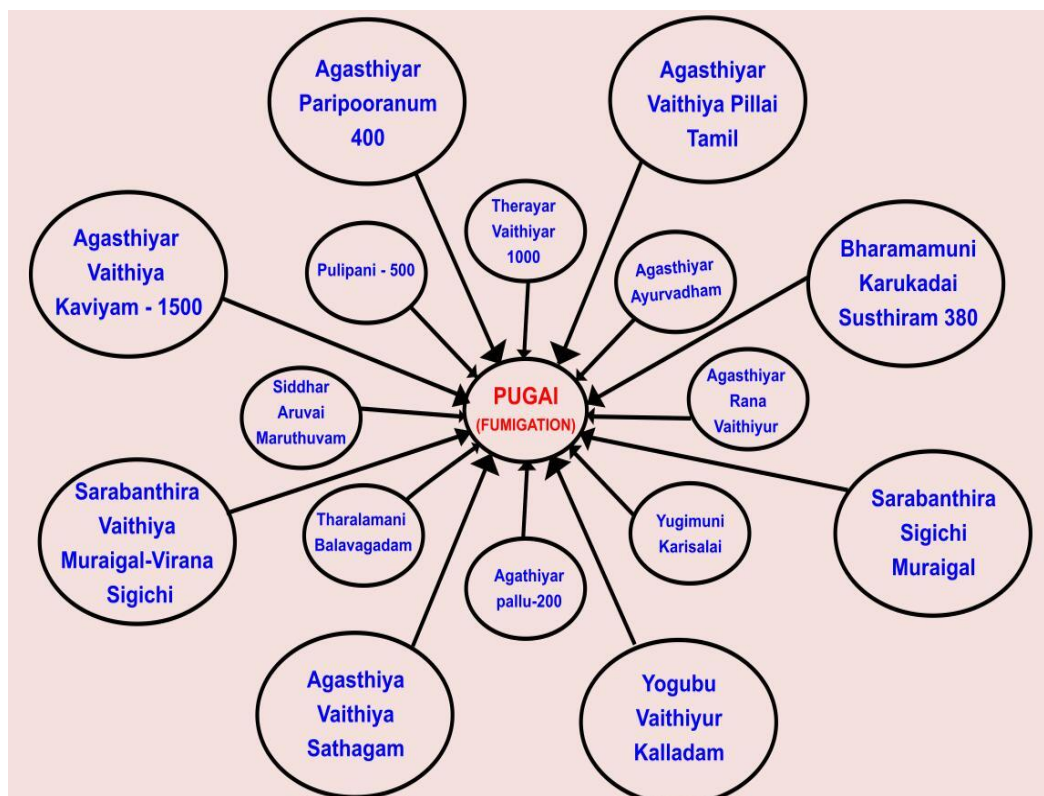 Agasthiyar
Paripooranum
400
Agasthiyar
Vaithiya Pillai
Tamil
Therayar
Vaithiyar
1000
Agasthiyar
Vaithiya
Kaviyam - 1500
Pulipani - 500
Agasthiyar
Ayurvadham
Bharamamuni
Karukadai
Susthiram 380
Siddhar
Aruvai
Maruthuvam
PUGAI
(FUMIGATION)
Agasthiyar
Rana
Vaithiyur
Sarabanthira
Vaithiya
Muraigal-Virana
Sigichi
Tharalamani
Balavagadam
Agathiyar
pallu-200
Yugimuni
Karisalai
Sarabanthira
Sigichi
Muraigal
Agasthiya
Vaithiya
Sathagam
Yogubu
Vaithiyur
Kalladam